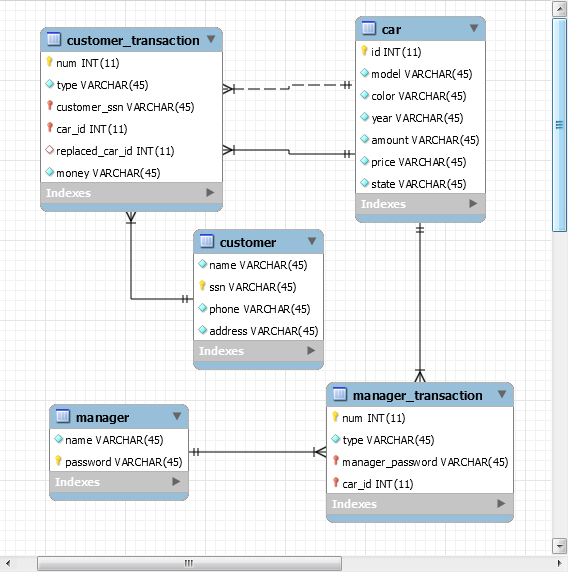 customer_transaction
num INT(11)
type VARCHAR(45)
customer_ssn VARCHAR(45)
car_id INT(11)
replaced_car_id INT(11)
money VARCHAR(45)
Indexes
car
id INT(11)
model VARCHAR(45)
color VARCHAR(45)
year VARCHAR(45)
amount VARCHAR(45)
price VARCHAR(45)
state VARCHAR(45)
Indexes
customer
name VARCHAR(45)
ssn VARCHAR(45)
phone VARCHAR(45)
address VARCHAR(45)
Indexes
manager
name VARCHAR(45)
password VARCHAR(45)
Indexes
manager_transaction
num INT(11)
type VARCHAR(45)
manager_password VARCHAR(45)
car_id INT(11)
Indexes